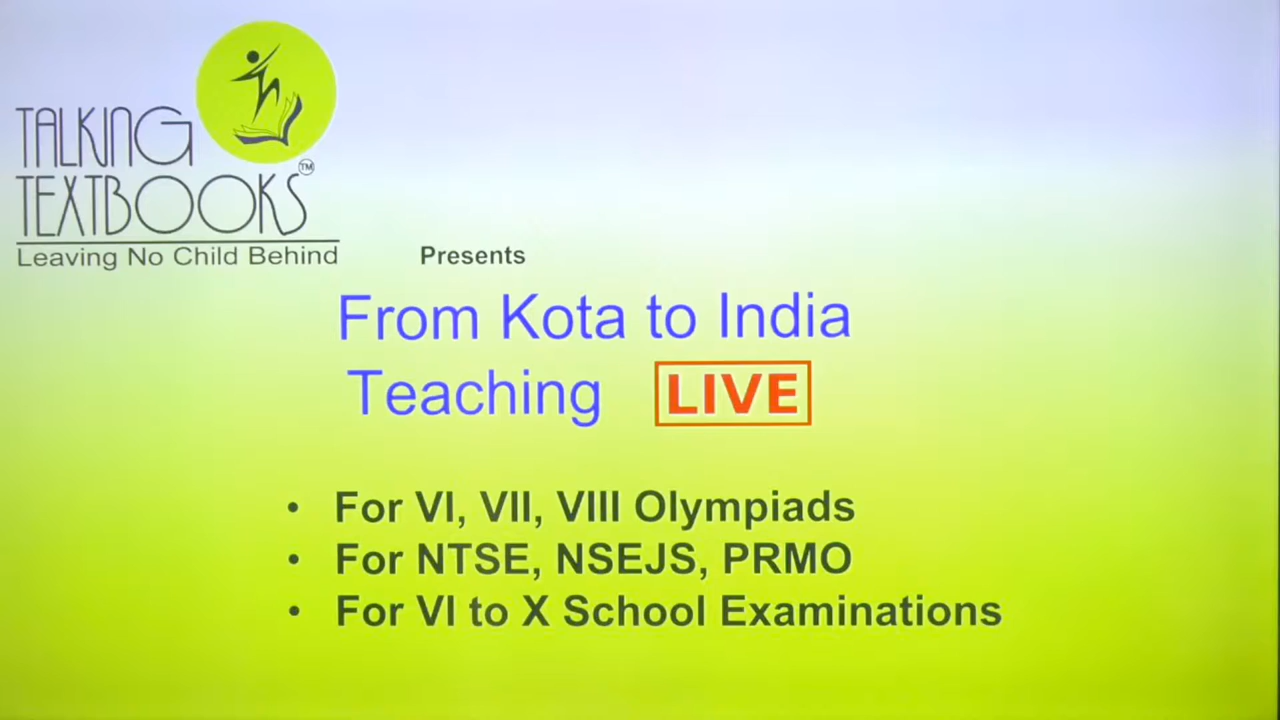 TALKING
TEXTBOOKS™
Leaving No Child Behind
Presents
From Kota to India
Teaching LIVE
• For VI, VII, VIII Olympiads
• For NTSE, NSEJS, PRMO
• For VI to X School Examinations